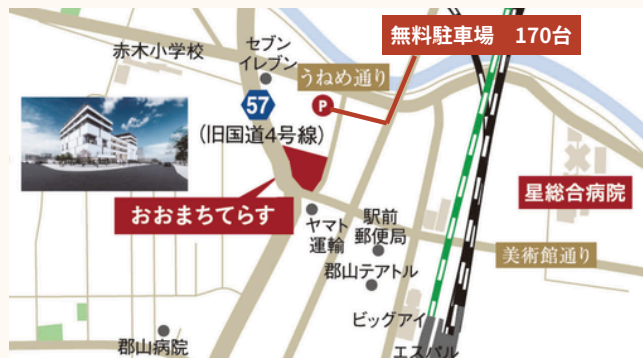 無料駐車場　170台
セブン
イレブン
赤木小学校
うねめ通り
P
57
(旧国道4号線)
おおまちてらす
星総合病院
ヤマト
運輸
駅前
郵便局
美術館通り
郡山テアトル
ビッグアイ
郡山病院
エスパル